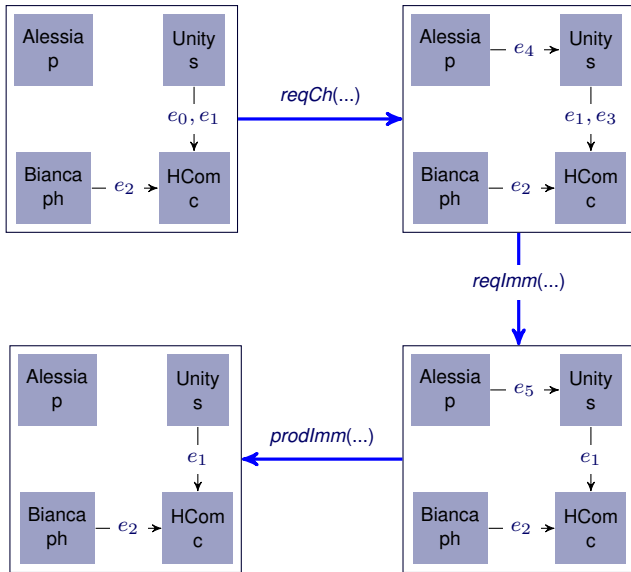 Alessia
p
Unity
s
e0, e1
Bianca
ph
e2
HCom
c
reqCh(...)
Alessia
p
e4
Unity
s
e1, e3
Bianca
ph
e2
HCom
c
reqImm(...)
Alessia
p
Unity
s
e1
Bianca
ph
e2
HCom
c
prodImm(...)
Alessia
p
e5
Unity
s
e1
Bianca
ph
e2
HCom
c